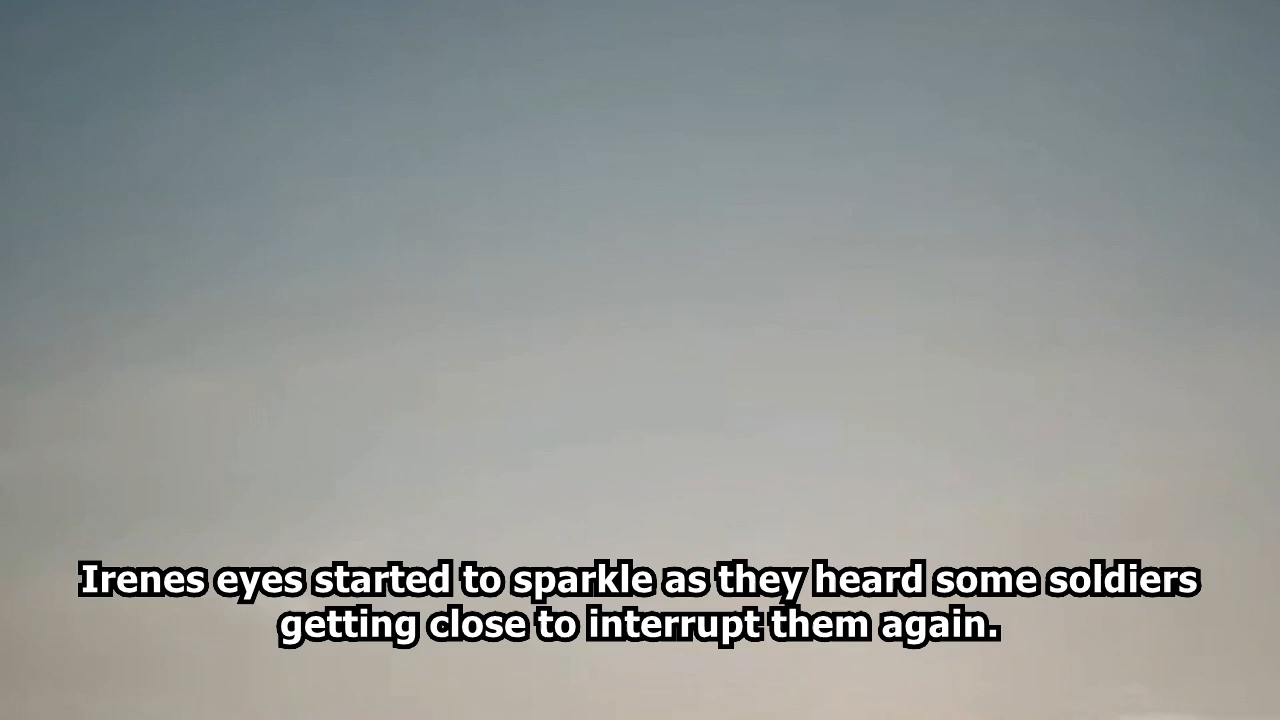 Irenes eyes started to sparkle as they heard some soldiers
getting close to interrupt them again.